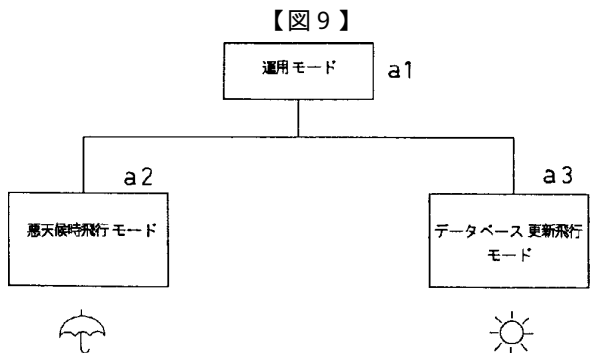 【図９】
運用モード
a1
a2
悪天候時飛行モード
a3
データベース更新飛行
モード